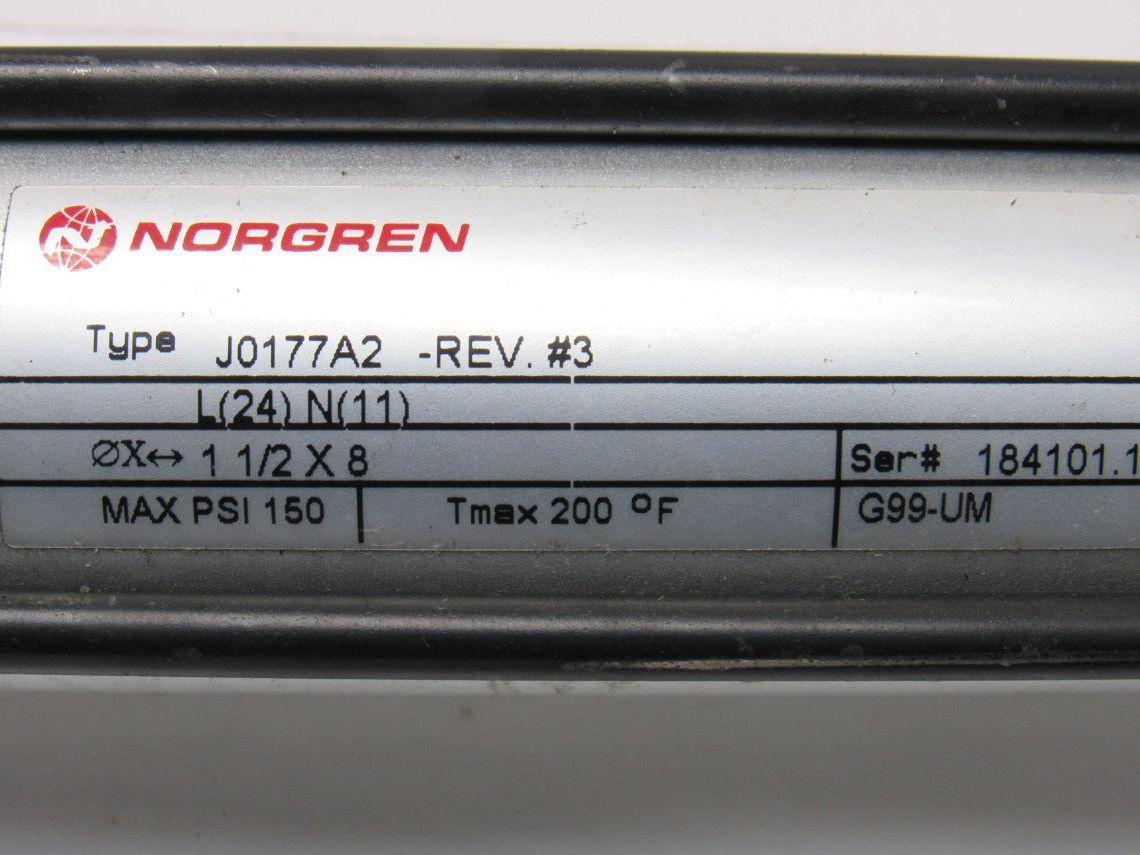 NORGREN
Type J0177A2 -REV. #3
L(24) N(11)
ØX↔ 1 1/2 X 8 Ser# 184101.1
MAX PSI 150 Tmax 200 °F G99-UM